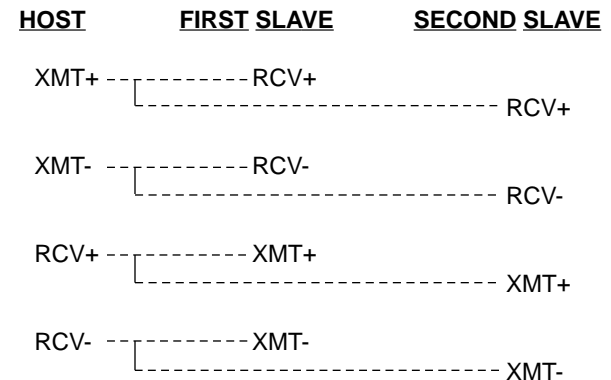 HOST FIRST SLAVE SECOND SLAVE
XMT+ RCV+
RCV+
XMT- RCV-
RCV-
RCV+ XMT+
XMT+
RCV- XMT-
XMT-